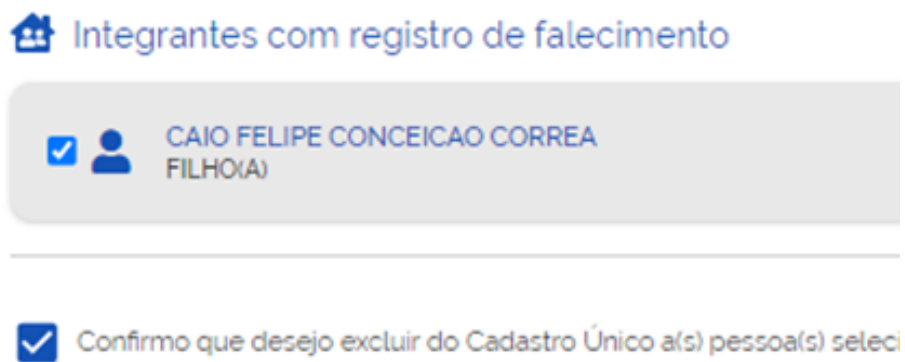 Integrantes com registro de falecimento
CAIO FELIPE CONCEICAO CORREA
FILHO(A)
Confirmo que desejo excluir do Cadastro Único a(s) pessoa(s)